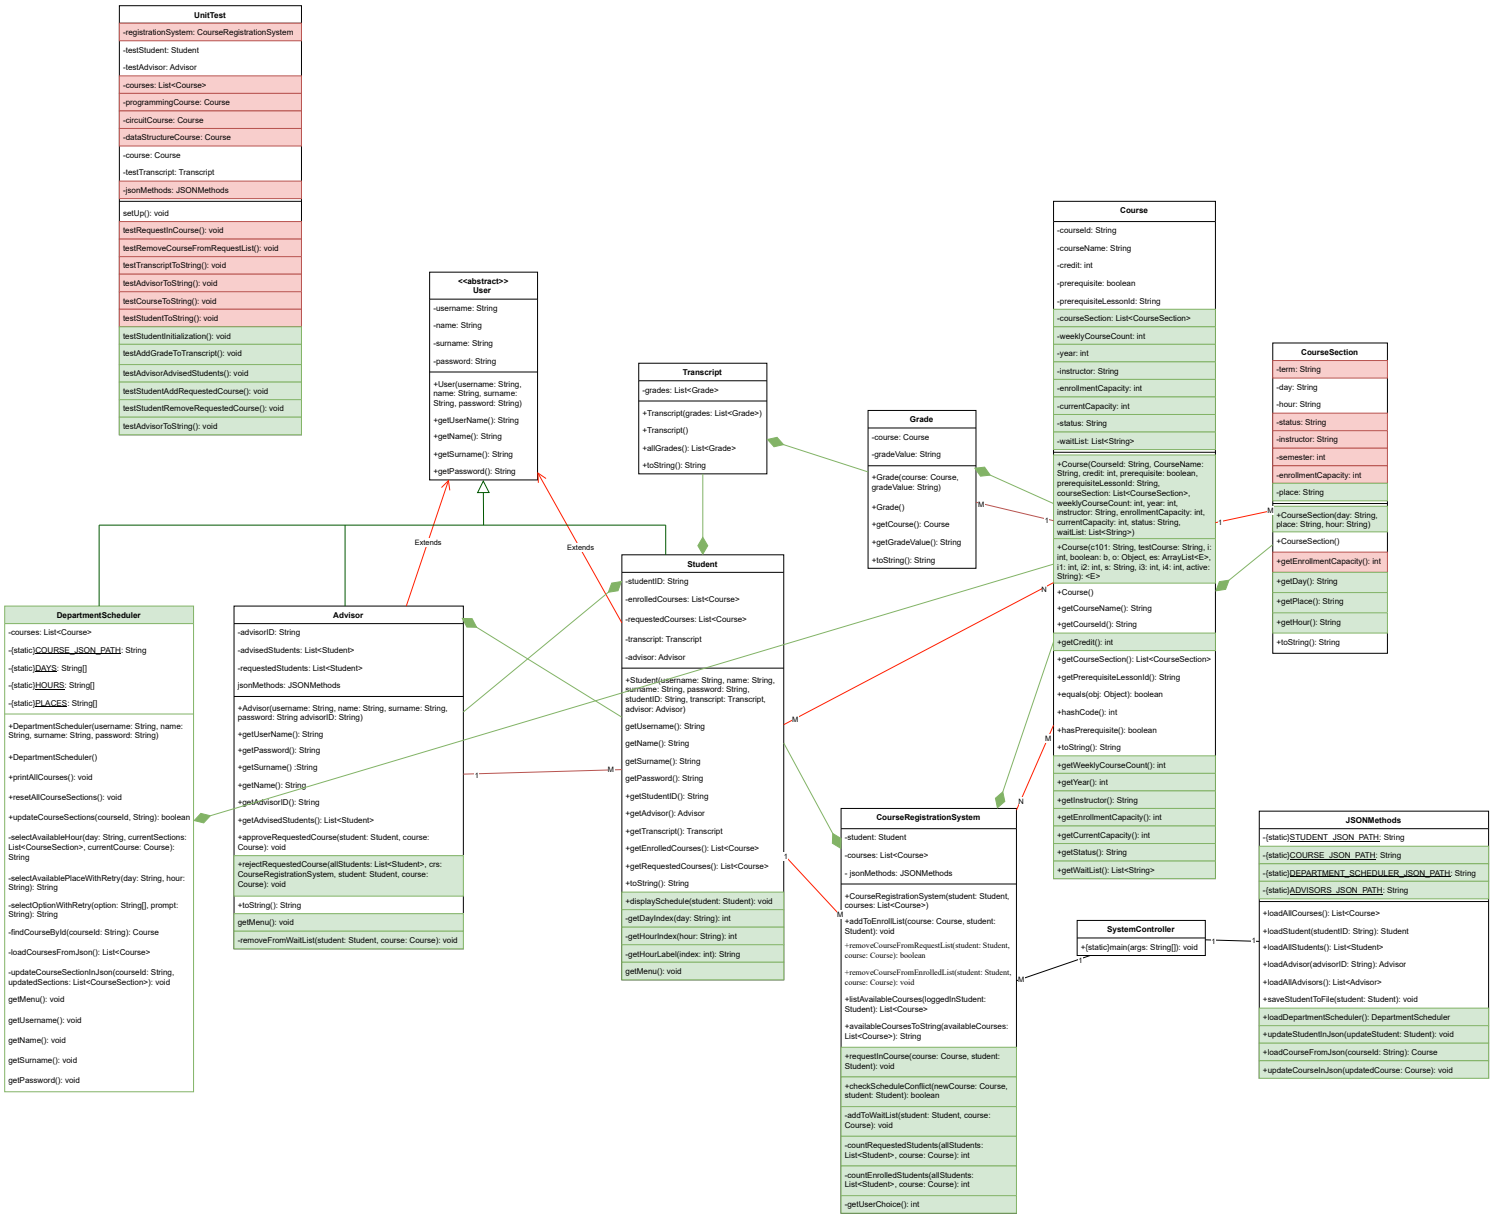 UnitTest
-registrationSystem: CourseRegistrationSystem
-testStudent: Student
-testAdvisor: Advisor
-courses: List<Course>
-programmingCourse: Course
-circuitCourse: Course
-dataStructureCourse: Course
-course: Course
-testTranscript: Transcript
-jsonMethods: JSONMethods
setUp(): void
testRequestInCourse(): void
testRemoveCourseFromRequestList(): void
testTranscriptToString(): void
testAdvisorToString(): void
testCourseToString(): void
testStudentToString(): void
testStudentInitialization(): void
testAddGradeToTranscript(): void
testAdvisorAdvisedStudents(): void
testStudentAddRequestedCourse(): void
testStudentRemoveRequestedCourse(): void
testAdvisorToString(): void
<<abstract>>
User
-username: String
-name: String
-surname: String
-password: String
+User(username: String,
name: String, surname:
String, password: String)
+getUserName(): String
+getName(): String
+getSurname(): String
+getPassword(): String
Transcript
-grades: List<Grade>
+Transcript(grades: List<Grade>)
+Transcript()
+allGrades(): List<Grade>
+toString(): String
Grade
-course: Course
-gradeValue: String
+Grade(course: Course,
gradeValue: String)
+Grade()
+getCourse(): Course
+getGradeValue(): String
+toString(): String
Course
-courseId: String
-courseName: String
-credit: int
-prerequisite: boolean
-prerequisiteLessonId: String
-courseSection: List<CourseSection>
-weeklyCourseCount: int
-year: int
-instructor: String
-enrollmentCapacity: int
-currentCapacity: int
-status: String
-waitList: List<String>
+Course(CourseId: String, CourseName:
String, credit: int, prerequisite: boolean,
prerequisiteLessonId: String,
courseSection: List<CourseSection>,
weeklyCourseCount: int, year: int,
instructor: String, enrollmentCapacity: int,
currentCapacity: int, status: String,
waitList: List<String>)
+Course(c101: String, testCourse: String, i:
int, boolean: b, o: Object, es: ArrayList<E>,
i1: int, i2: int, s: String, i3: int, i4: int, active:
String): <E>
+Course()
+getCourseName(): String
+getCourseId(): String
+getCredit(): int
+getCourseSection(): List<CourseSection>
+getPrerequisiteLessonId(): String
+equals(obj: Object): boolean
+hashCode(): int
+hasPrerequisite(): boolean
+toString(): String
+getWeeklyCourseCount(): int
+getYear(): int
+getInstructor(): String
+getEnrollmentCapacity(): int
+getCurrentCapacity(): int
+getStatus(): String
+getWaitList(): List<String>
CourseSection
-term: String
-day: String
-hour: String
-status: String
-instructor: String
-semester: int
-enrollmentCapacity: int
-place: String
+CourseSection(day: String,
place: String, hour: String)
+CourseSection()
+getEnrollmentCapacity(): int
+getDay(): String
+getPlace(): String
+getHour(): String
+toString(): String
Extends
Extends
DepartmentScheduler
-courses: List<Course>
-{static}COURSE_JSON_PATH: String
-{static}DAYS: String[]
-{static}HOURS: String[]
-{static}PLACES: String[]
+DepartmentScheduler(username: String, name:
String, surname: String, password: String)
+DepartmentScheduler()
+printAllCourses(): void
+resetAllCourseSections(): void
+updateCourseSections(courseId, String): boolean
-selectAvailableHour(day: String, currentSections:
List<CourseSection>, currentCourse: Course):
String
-selectAvailablePlaceWithRetry(day: String, hour:
String): String
-selectOptionWithRetry(option: String[], prompt:
String): String
-findCourseById(courseId: String): Course
-loadCoursesFromJson(): List<Course>
-updateCourseSectionInJson(courseId: String,
updatedSections: List<CourseSection>): void
getMenu(): void
getUsername(): void
getName(): void
getSurname(): void
getPassword(): void
Advisor
-advisorID: String
-advisedStudents: List<Student>
-requestedStudents: List<Student>
jsonMethods: JSONMethods
+Advisor(username: String, name: String, surname: String,
password: String advisorID: String)
+getUserName(): String
+getPassword(): String
+getSurname() :String
+getName(): String
+getAdvisorID(): String
+getAdvisedStudents(): List<Student>
+approveRequestedCourse(student: Student, course:
Course): void
+rejectRequestedCourse(allStudents: List<Student>, crs:
CourseRegistrationSystem, student: Student, course:
Course): void
+toString(): String
getMenu(): void
-removeFromWaitList(student: Student, course: Course): void
Student
-studentID: String
-enrolledCourses: List<Course>
-requestedCourses: List<Course>
-transcript: Transcript
-advisor: Advisor
+Student(username: String, name: String,
surname: String, password: String,
studentID: String, transcript: Transcript,
advisor: Advisor)
getUsername(): String
getName(): String
getSurname(): String
getPassword(): String
+getStudentID(): String
+getAdvisor(): Advisor
+getTranscript(): Transcript
+getEnrolledCourses(): List<Course>
+getRequestedCourses(): List<Course>
+toString(): String
+displaySchedule(student: Student): void
-getDayIndex(day: String): int
-getHourIndex(hour: String): int
-getHourLabel(index: int): String
getMenu(): void
CourseRegistrationSystem
-student: Student
-courses: List<Course>
- jsonMethods: JSONMethods
+CourseRegistrationSystem(student: Student,
courses: List<Course>)
+addToEnrollList(course: Course, student:
Student): void
+removeCourseFromRequestList(student: Student,
course: Course): boolean
+removeCourseFromEnrolledList(student: Student,
course: Course): void
+listAvailableCourses(loggedInStudent:
Student): List<Course>
+availableCoursesToString(availableCourses:
List<Course>): String
+requestInCourse(course: Course, student:
Student): void
+checkScheduleConflict(newCourse: Course,
student: Student): boolean
-addToWaitList(student: Student, course:
Course): void
-countRequestedStudents(allStudents:
List<Student>, course: Course): int
-countEnrolledStudents(allStudents:
List<Student>, course: Course): int
-getUserChoice(): int
SystemController
+{static}main(args: String[]): void
JSONMethods
-{static}STUDENT_JSON_PATH: String
-{static}COURSE_JSON_PATH: String
-{static}DEPARTMENT_SCHEDULER_JSON_PATH: String
-{static}ADVISORS_JSON_PATH: String
+loadAllCourses(): List<Course>
+loadStudent(studentID: String): Student
+loadAllStudents(): List<Student>
+loadAdvisor(advisorID: String): Advisor
+loadAllAdvisors(): List<Advisor>
+saveStudentToFile(student: Student): void
+loadDepartmentScheduler(): DepartmentScheduler
+updateStudentInJson(updateStudent: Student): void
+loadCourseFromJson(courseId: String): Course
+updateCourseInJson(updatedCourse: Course): void
M
1
1
M
N
M
M
N
1
M
1
M
M
1
1
1